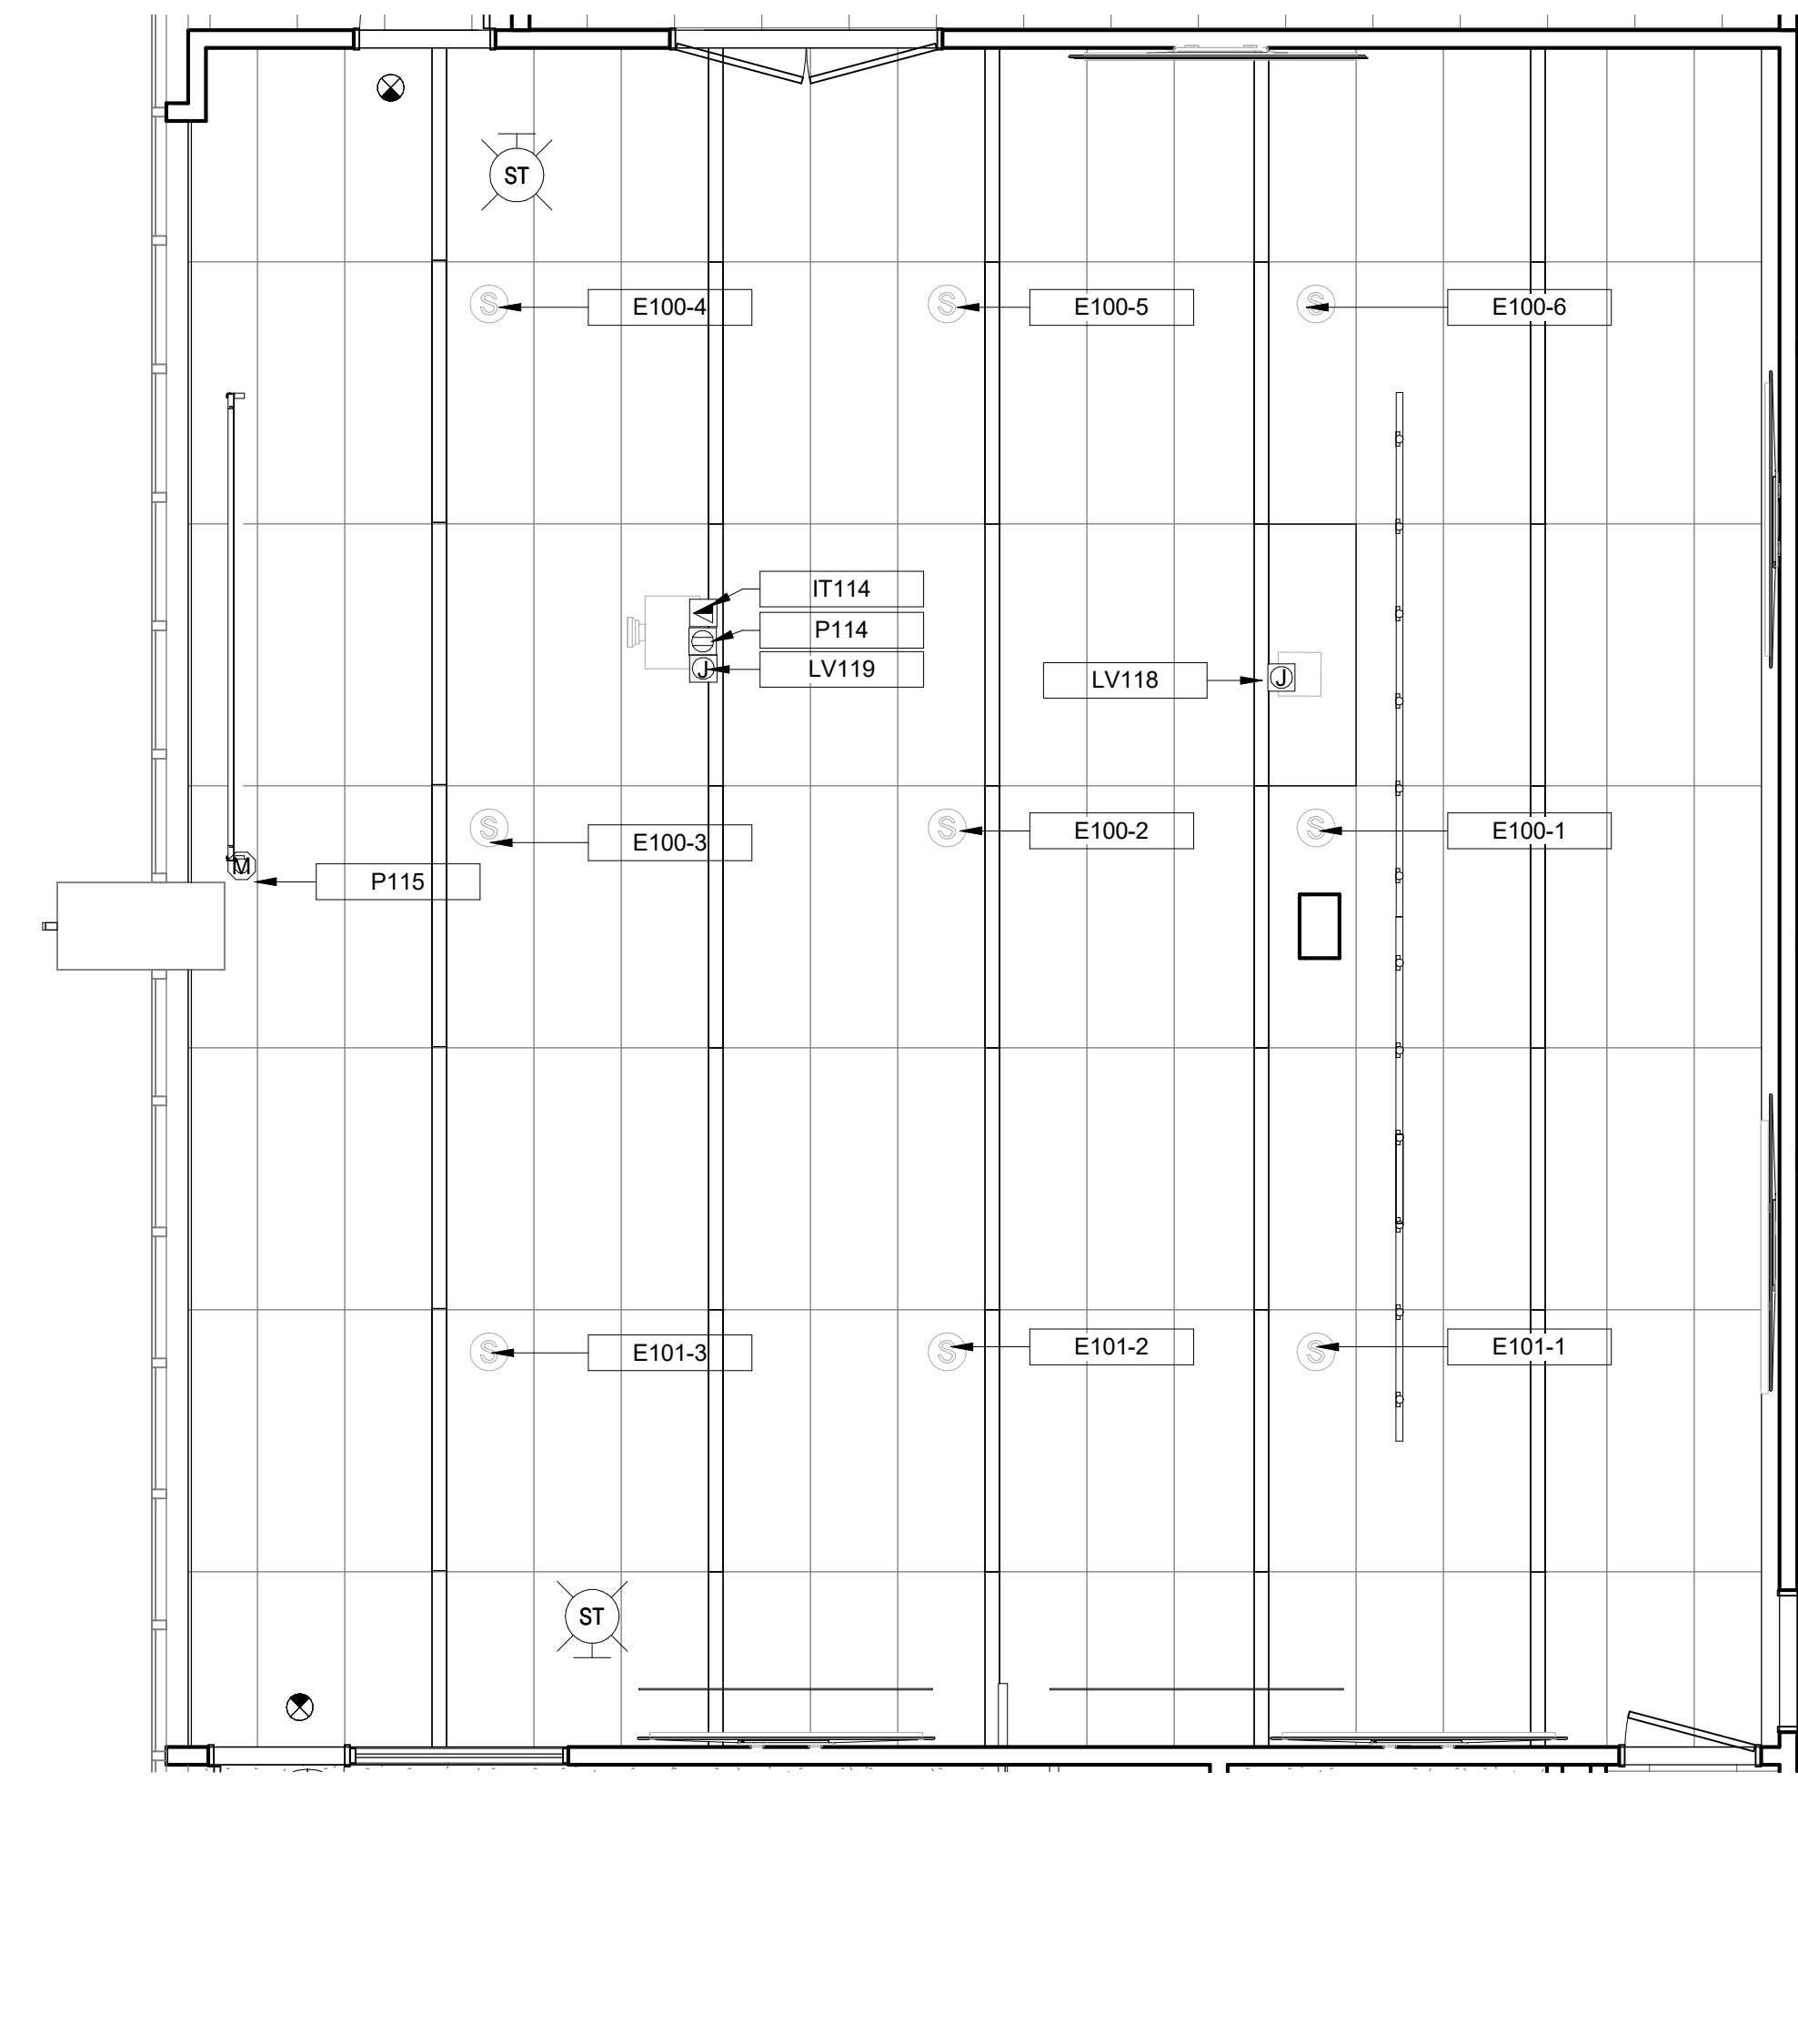 ST
S E100-4 S E100-5 S E100-6
IT114
P114
J LV119
LV118 J
S E100-3 S E100-2 S E100-1
M
P115
S E101-3 S E101-2 S E101-1
ST